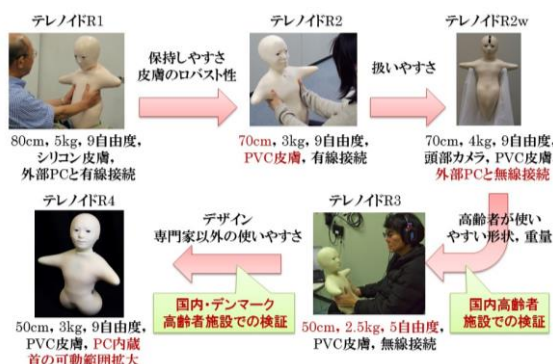 テレノイドR1
テレノイドR2
テレノイドR2w
保持しやすさ
皮膚のロバスト性
扱いやすさ
80cm, 5kg, 9自由度,
シリコン皮膚,
外部PCと有線接続
70cm, 3kg, 9自由度,
PVC皮膚, 有線接続
70cm, 4kg, 9自由度,
頭部カメラ, PVC皮膚,
外部PCと無線接続
テレノイドR4
デザイン
専門家以外の使いやすさ
テレノイドR3
高齢者が使い
やすい形状, 重量
国内・デンマーク
高齢者施設での検証
国内高齢者
施設での検証
50cm, 3kg, 9自由度,
PVC皮膚, PC内蔵
首の可動範囲拡大
50cm, 2.5kg, 5自由度,
PVC皮膚, 無線接続